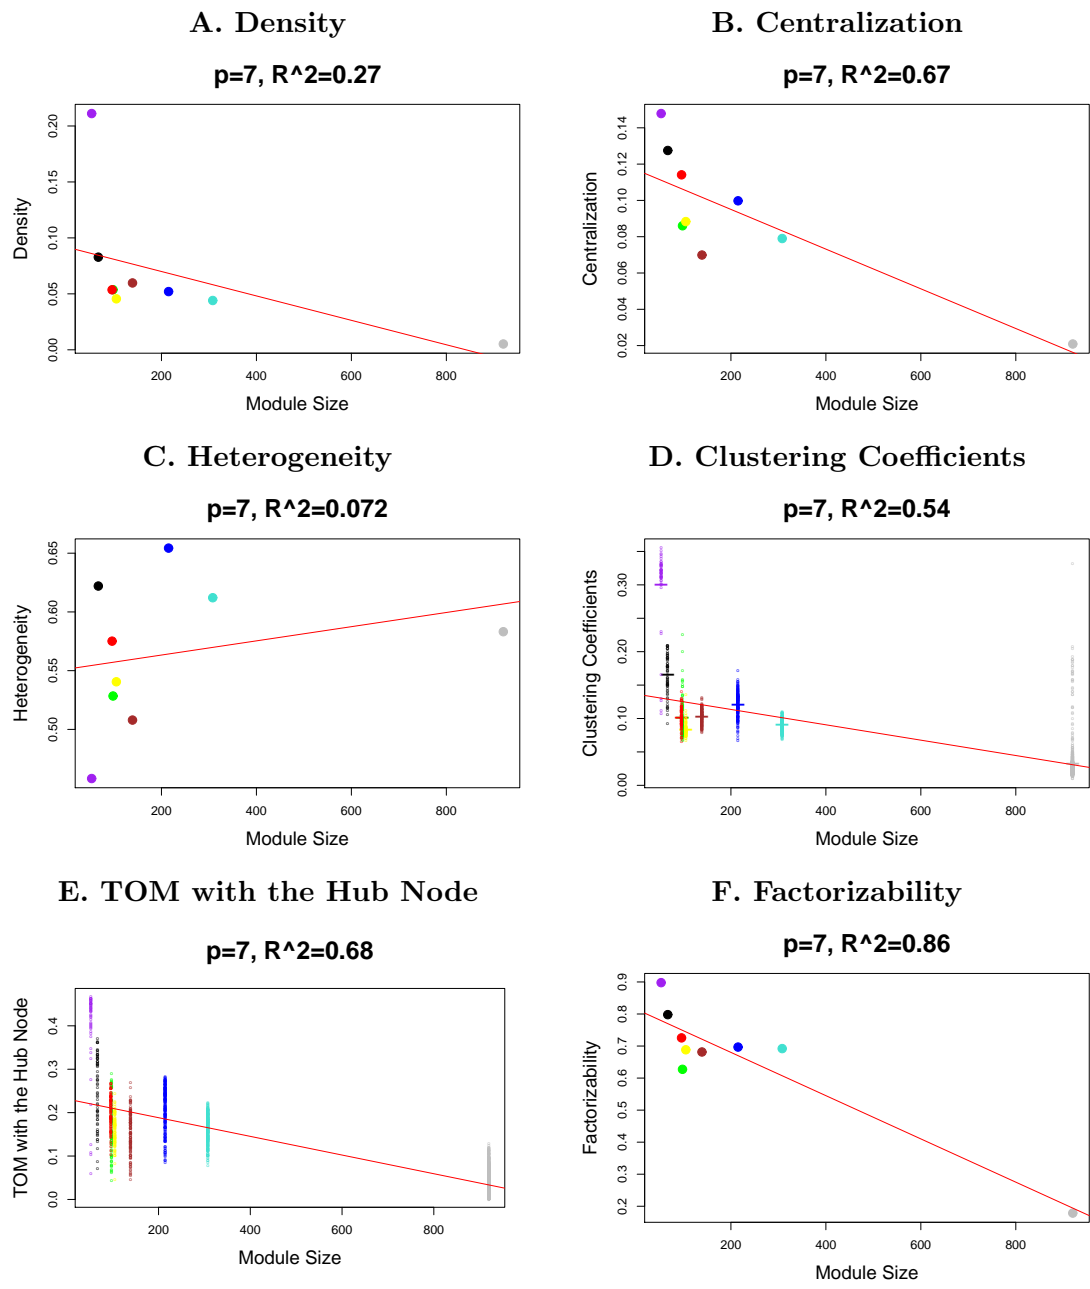 A. Density
p=7, R^2=0.27
0.20
0.15
0.10
0.05
0.00
Density
200 400 600 800
Module Size
B. Centralization
p=7, R^2=0.67
0.14
0.12
0.10
0.08
0.06
0.04
0.02
Centralization
200 400 600 800
Module Size
C. Heterogeneity
p=7, R^2=0.072
0.65
0.60
0.55
0.50
Heterogeneity
200 400 600 800
Module Size
D. Clustering Coefficients
p=7, R^2=0.54
0.30
0.20
0.10
0.00
Clustering Coefficients
200 400 600 800
Module Size
E. TOM with the Hub Node
p=7, R^2=0.68
0.4
0.3
0.2
0.1
0.0
TOM with the Hub Node
200 400 600 800
Module Size
F. Factorizability
p=7, R^2=0.86
0.9
0.8
0.7
0.6
0.5
0.4
0.3
0.2
Factorizability
200 400 600 800
Module Size